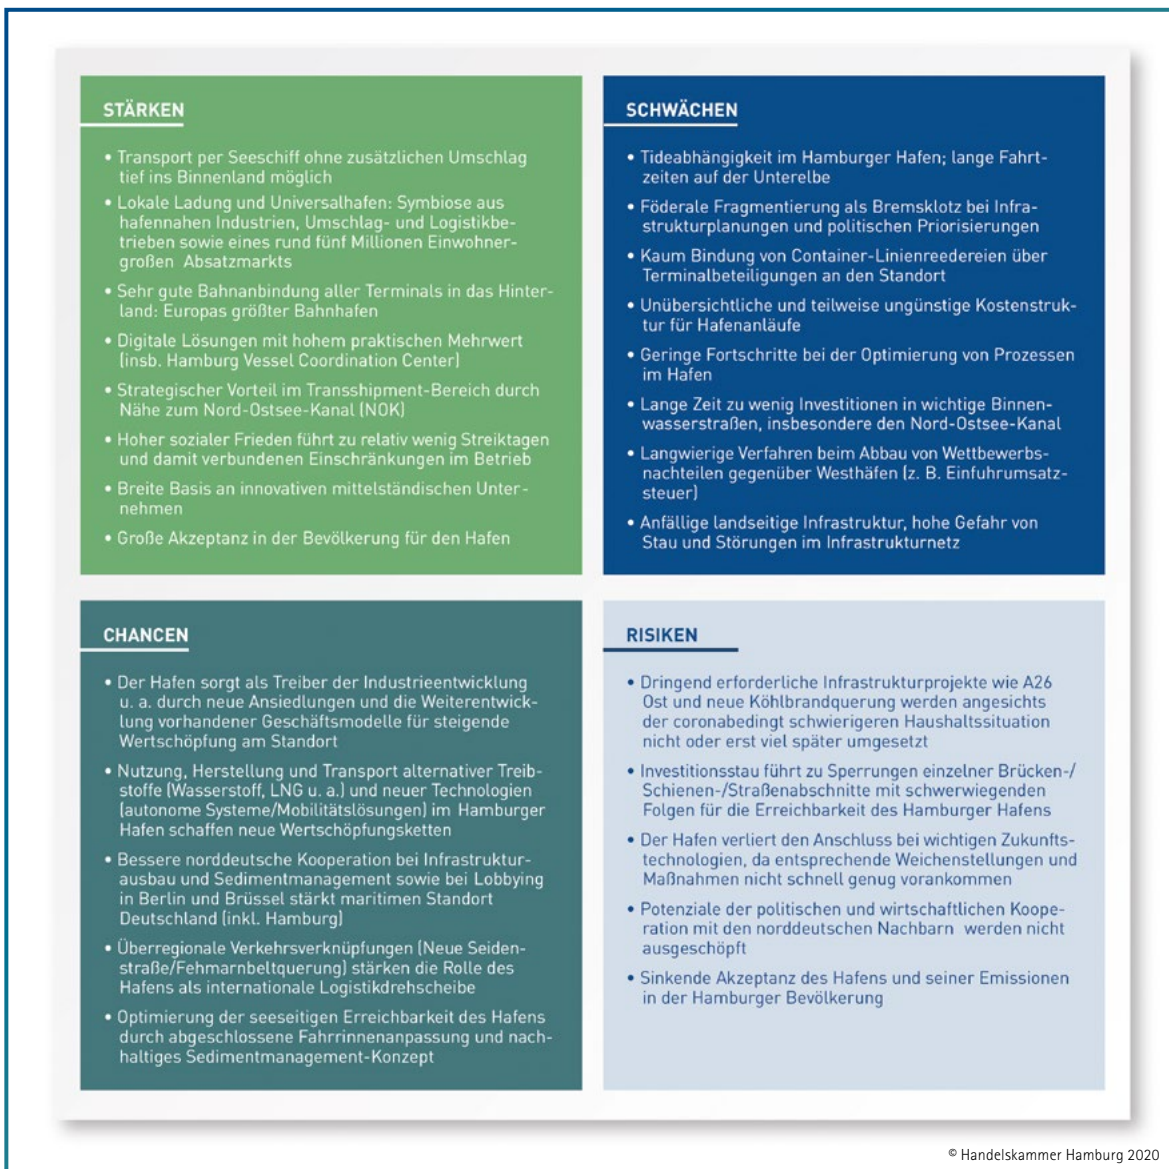 STÄRKEN
• Transport per Seeschiff ohne zusätzlichen Umschlag
tief ins Binnenland möglich
• Lokale Ladung und Universalhafen: Symbiose aus
hafennahen Industrien, Umschlag- und Logistikbe-
trieben sowie eines rund fünf Millionen Einwohner-
großen Absatzmarkts
• Sehr gute Bahnanbindung aller Terminals in das Hinter-
land: Europas größter Bahnhafen
• Digitale Lösungen mit hohem praktischen Mehrwert
(insb. Hamburg Vessel Coordination Center)
• Strategischer Vorteil im Transshipment-Bereich durch
Nähe zum Nord-Ostsee-Kanal (NOK)
• Hoher sozialer Frieden führt zu relativ wenig Streiktagen
und damit verbundenen Einschränkungen im Betrieb
• Breite Basis an innovativen mittelständischen Unter-
nehmen
• Große Akzeptanz in der Bevölkerung für den Hafen
SCHWÄCHEN
• Tideabhängigkeit im Hamburger Hafen; lange Fahrt-
zeiten auf der Unterelbe
• Föderale Fragmentierung als Bremsklotz bei Infra-
strukturplanungen und politischen Priorisierungen
• Kaum Bindung von Container-Linienreedereien über
Terminalbeteiligungen an den Standort
• Unübersichtliche und teilweise ungünstige Kostenstruk-
tur für Hafenanläufe
• Geringe Fortschritte bei der Optimierung von Prozessen
im Hafen
• Lange Zeit zu wenig Investitionen in wichtige Binnen-
wasserstraßen, insbesondere den Nord-Ostsee-Kanal
• Langwierige Verfahren beim Abbau von Wettbewerbs-
nachteilen gegenüber Westhäfen (z. B. Einfuhrumsatz-
steuer)
• Anfällige landseitige Infrastruktur, hohe Gefahr von
Stau und Störungen im Infrastrukturnetz
CHANCEN
• Der Hafen sorgt als Treiber der Industrieentwicklung
u. a. durch neue Ansiedlungen und die Weiterentwick-
lung vorhandener Geschäftsmodelle für steigende
Wertschöpfung am Standort
• Nutzung, Herstellung und Transport alternativer Treib-
stoffe (Wasserstoff, LNG u. a.) und neuer Technologien
(autonome Systeme/Mobilitätslösungen) im Hamburger
Hafen schaffen neue Wertschöpfungsketten
• Bessere norddeutsche Kooperation bei Infrastruktur-
ausbau und Sedimentmanagement sowie bei Lobbying
in Berlin und Brüssel stärkt maritimen Standort
Deutschland (inkl. Hamburg)
• Überregionale Verkehrsverknüpfungen (Neue Seiden-
straße/Fehmarnbeltquerung) stärken die Rolle des
Hafens als internationale Logistikdrehscheibe
• Optimierung der seeseitigen Erreichbarkeit des Hafens
durch abgeschlossene Fahrrinnenanpassung und nach-
haltiges Sedimentmanagement-Konzept
RISIKEN
• Dringend erforderliche Infrastrukturprojekte wie A26
Ost und neue Köhlbrandquerung werden angesichts
der coronabedingt schwierigeren Haushaltssituation
nicht oder erst viel später umgesetzt
• Investitionsstau führt zu Sperrungen einzelner Brücken-/
Schienen-/Straßenabschnitte mit schwerwiegenden
Folgen für die Erreichbarkeit des Hamburger Hafens
• Der Hafen verliert den Anschluss bei wichtigen Zukunfts-
technologien, da entsprechende Weichenstellungen und
Maßnahmen nicht schnell genug vorankommen
• Potenziale der politischen und wirtschaftlichen Koope-
ration mit den norddeutschen Nachbarn werden nicht
ausgeschöpft
• Sinkende Akzeptanz des Hafens und seiner Emissionen
in der Hamburger Bevölkerung
© Handelskammer Hamburg 2020